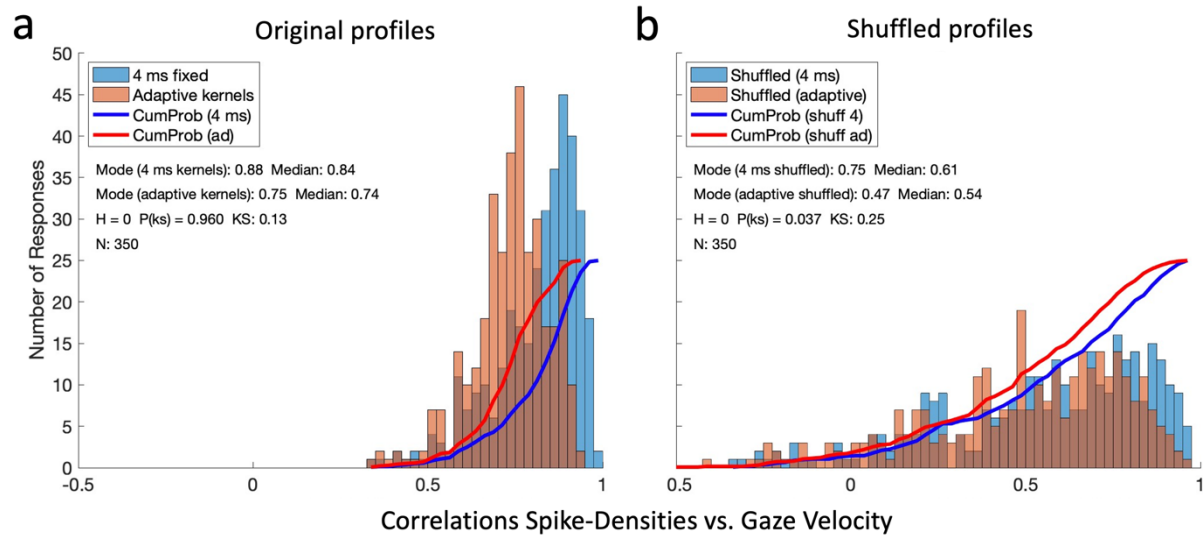 a
Original profiles
b
Shuffled profiles
50
45
40
35
30
25
20
15
10
5
0
Number of Responses
4 ms fixed
Adaptive kernels
CumProb (4 ms)
CumProb (ad)
Mode (4 ms kernels): 0.88 Median: 0.84
Mode (adaptive kernels): 0.75 Median: 0.74
H = 0 P(ks) = 0.960 KS: 0.13
N: 350
-0.5
0
0.5
1
Shuffled (4 ms)
Shuffled (adaptive)
CumProb (shuff 4)
CumProb (shuff ad)
Mode (4 ms shuffled): 0.75 Median: 0.61
Mode (adaptive shuffled): 0.47 Median: 0.54
H = 0 P(ks) = 0.037 KS: 0.25
N: 350
0.5
0
0.5
1
Correlations Spike-Densities vs. Gaze Velocity